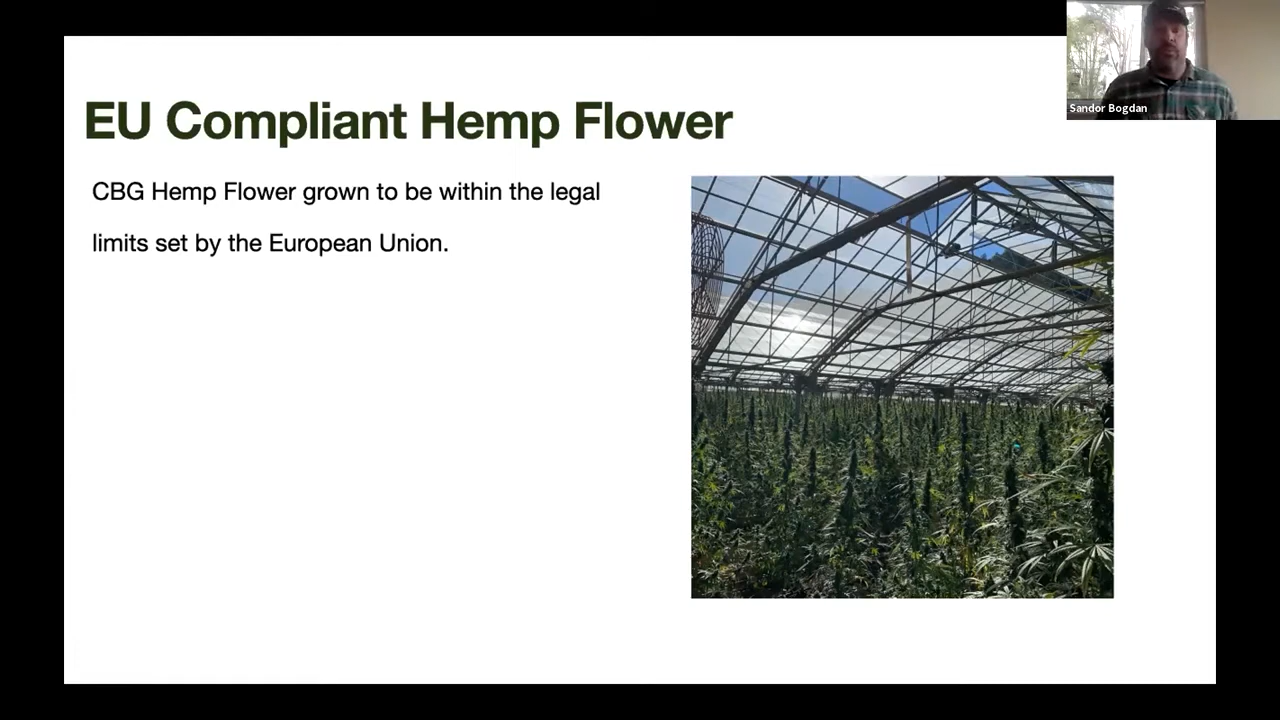 EU Compliant Hemp Flower
CBG Hemp Flower grown to be within the legal
limits set by the European Union.
Sandor Bogdan